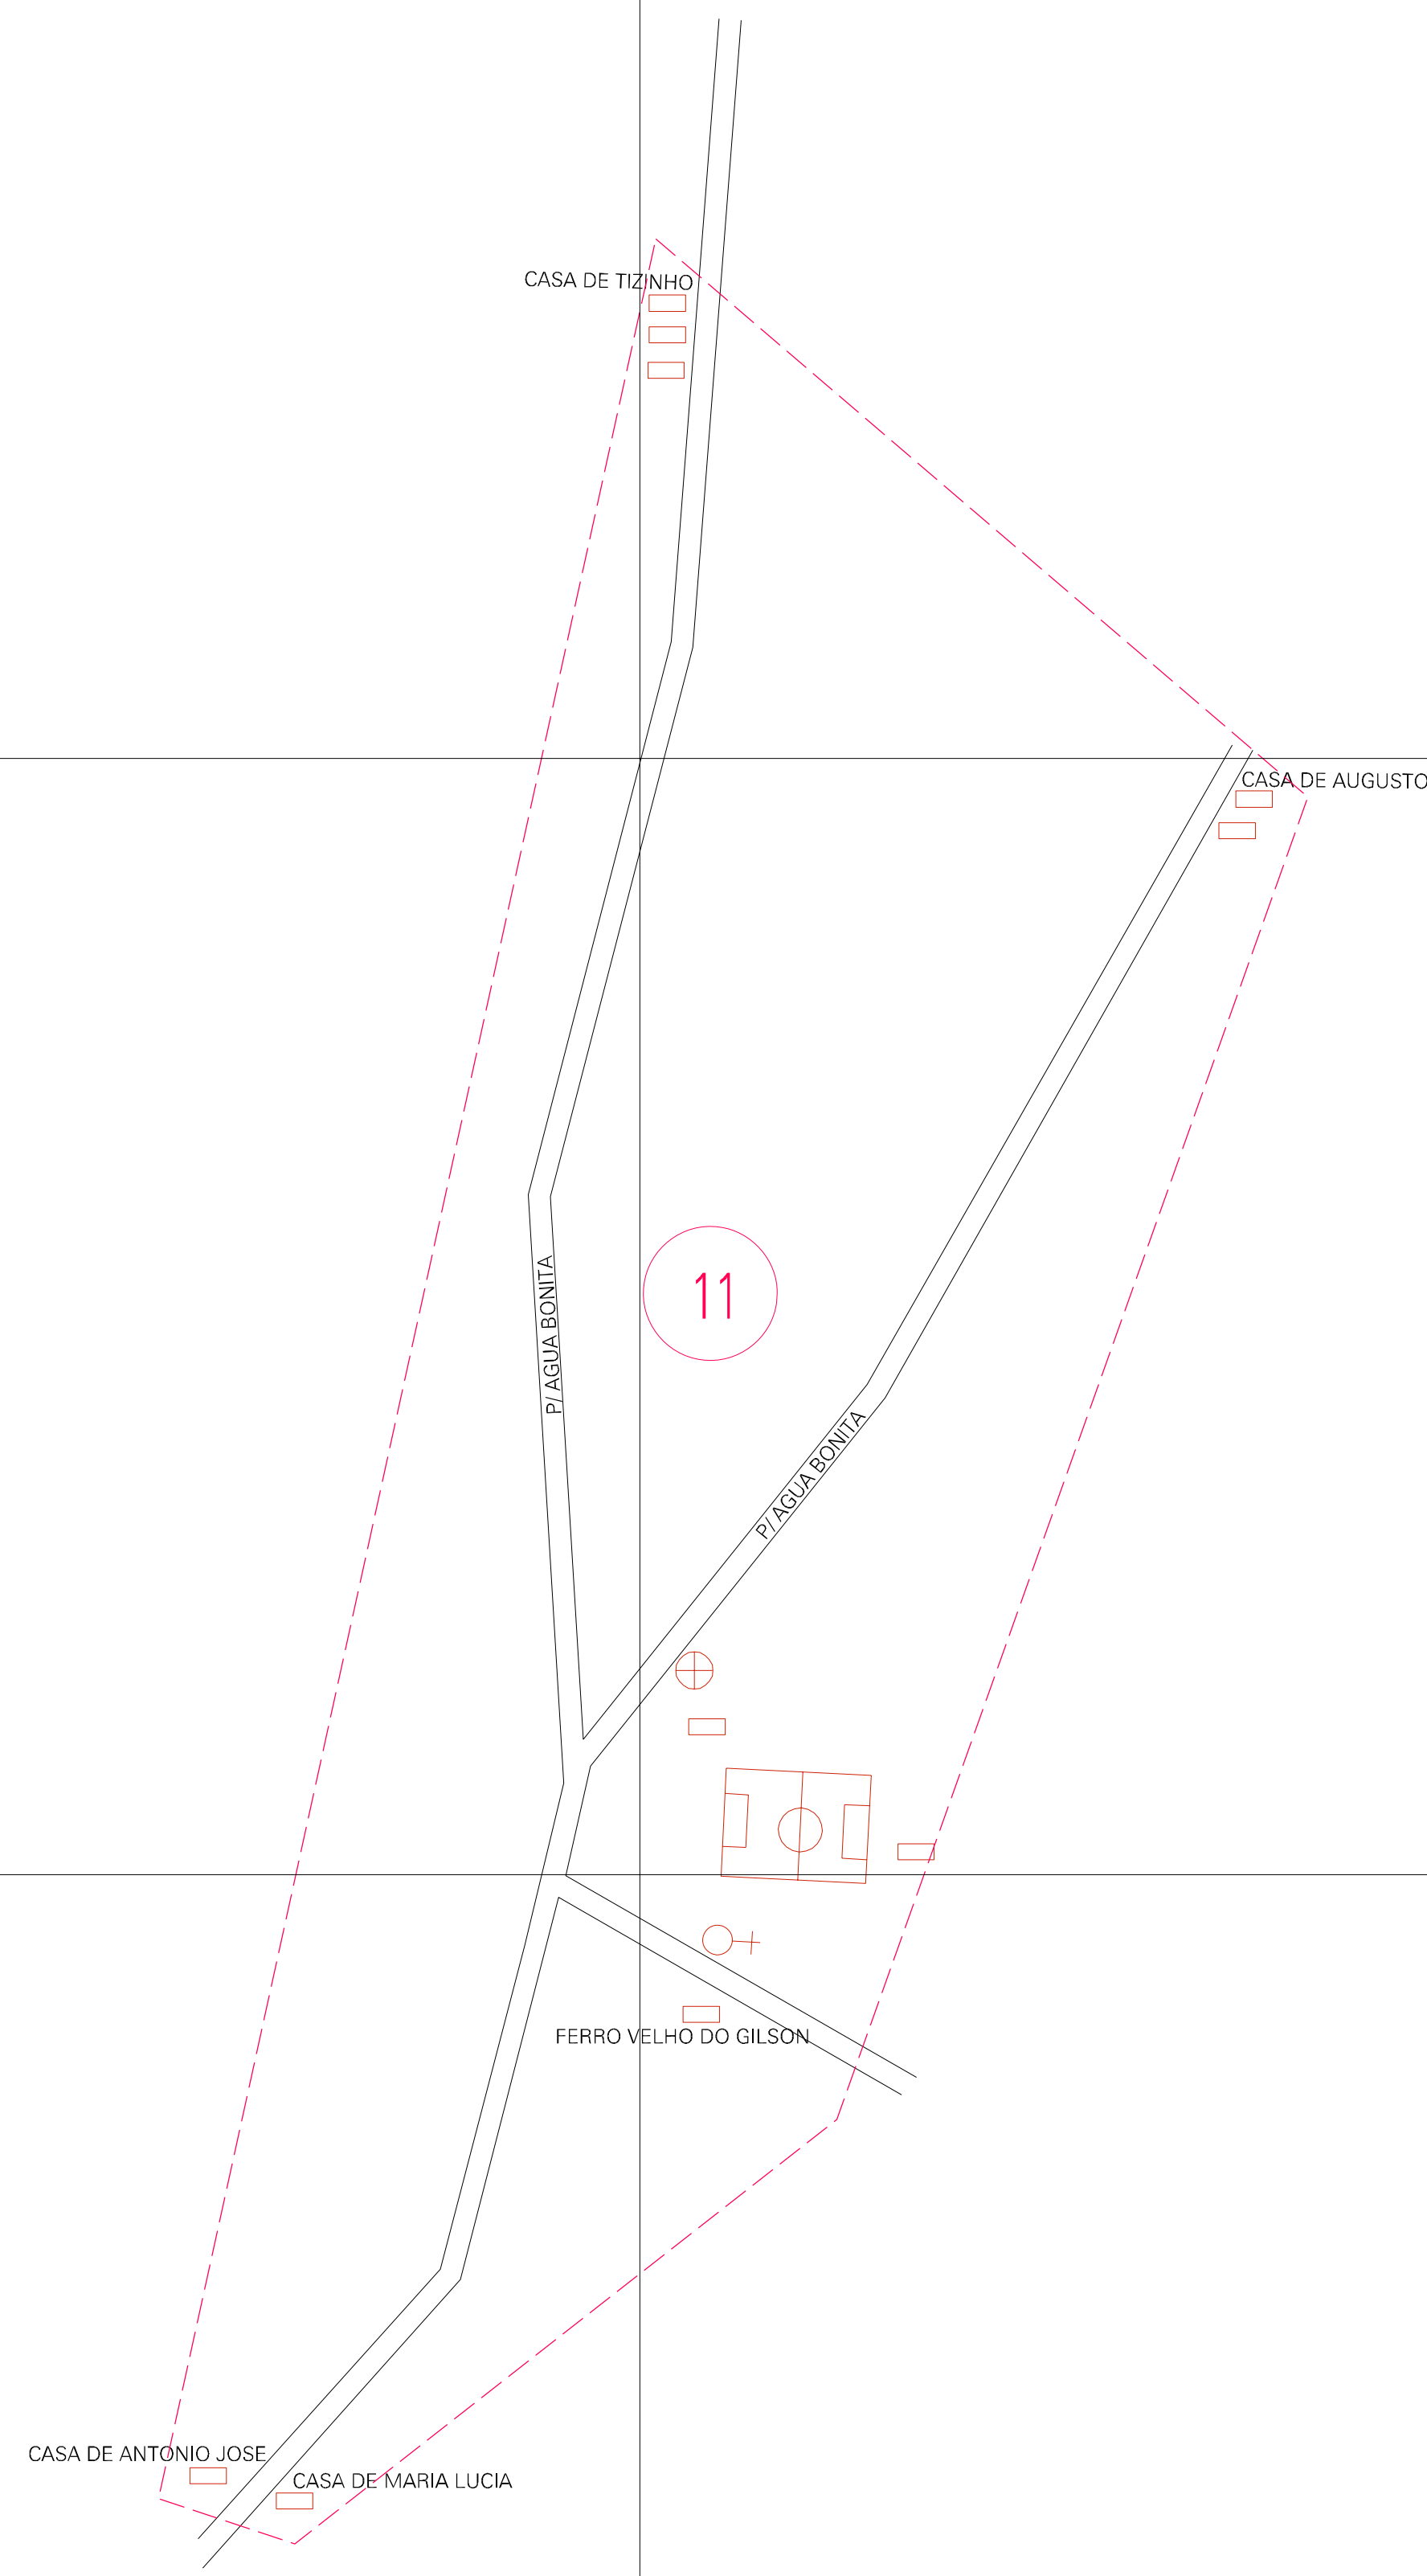 CASA DE TIZINHO
CASA DE AUGUSTO
P/ AGUA BONITA
11
P/ AGUA BONITA
FERRO VELHO DO GILSON
CASA DE ANTONIO JOSE
CASA DE MARIA LUCIA